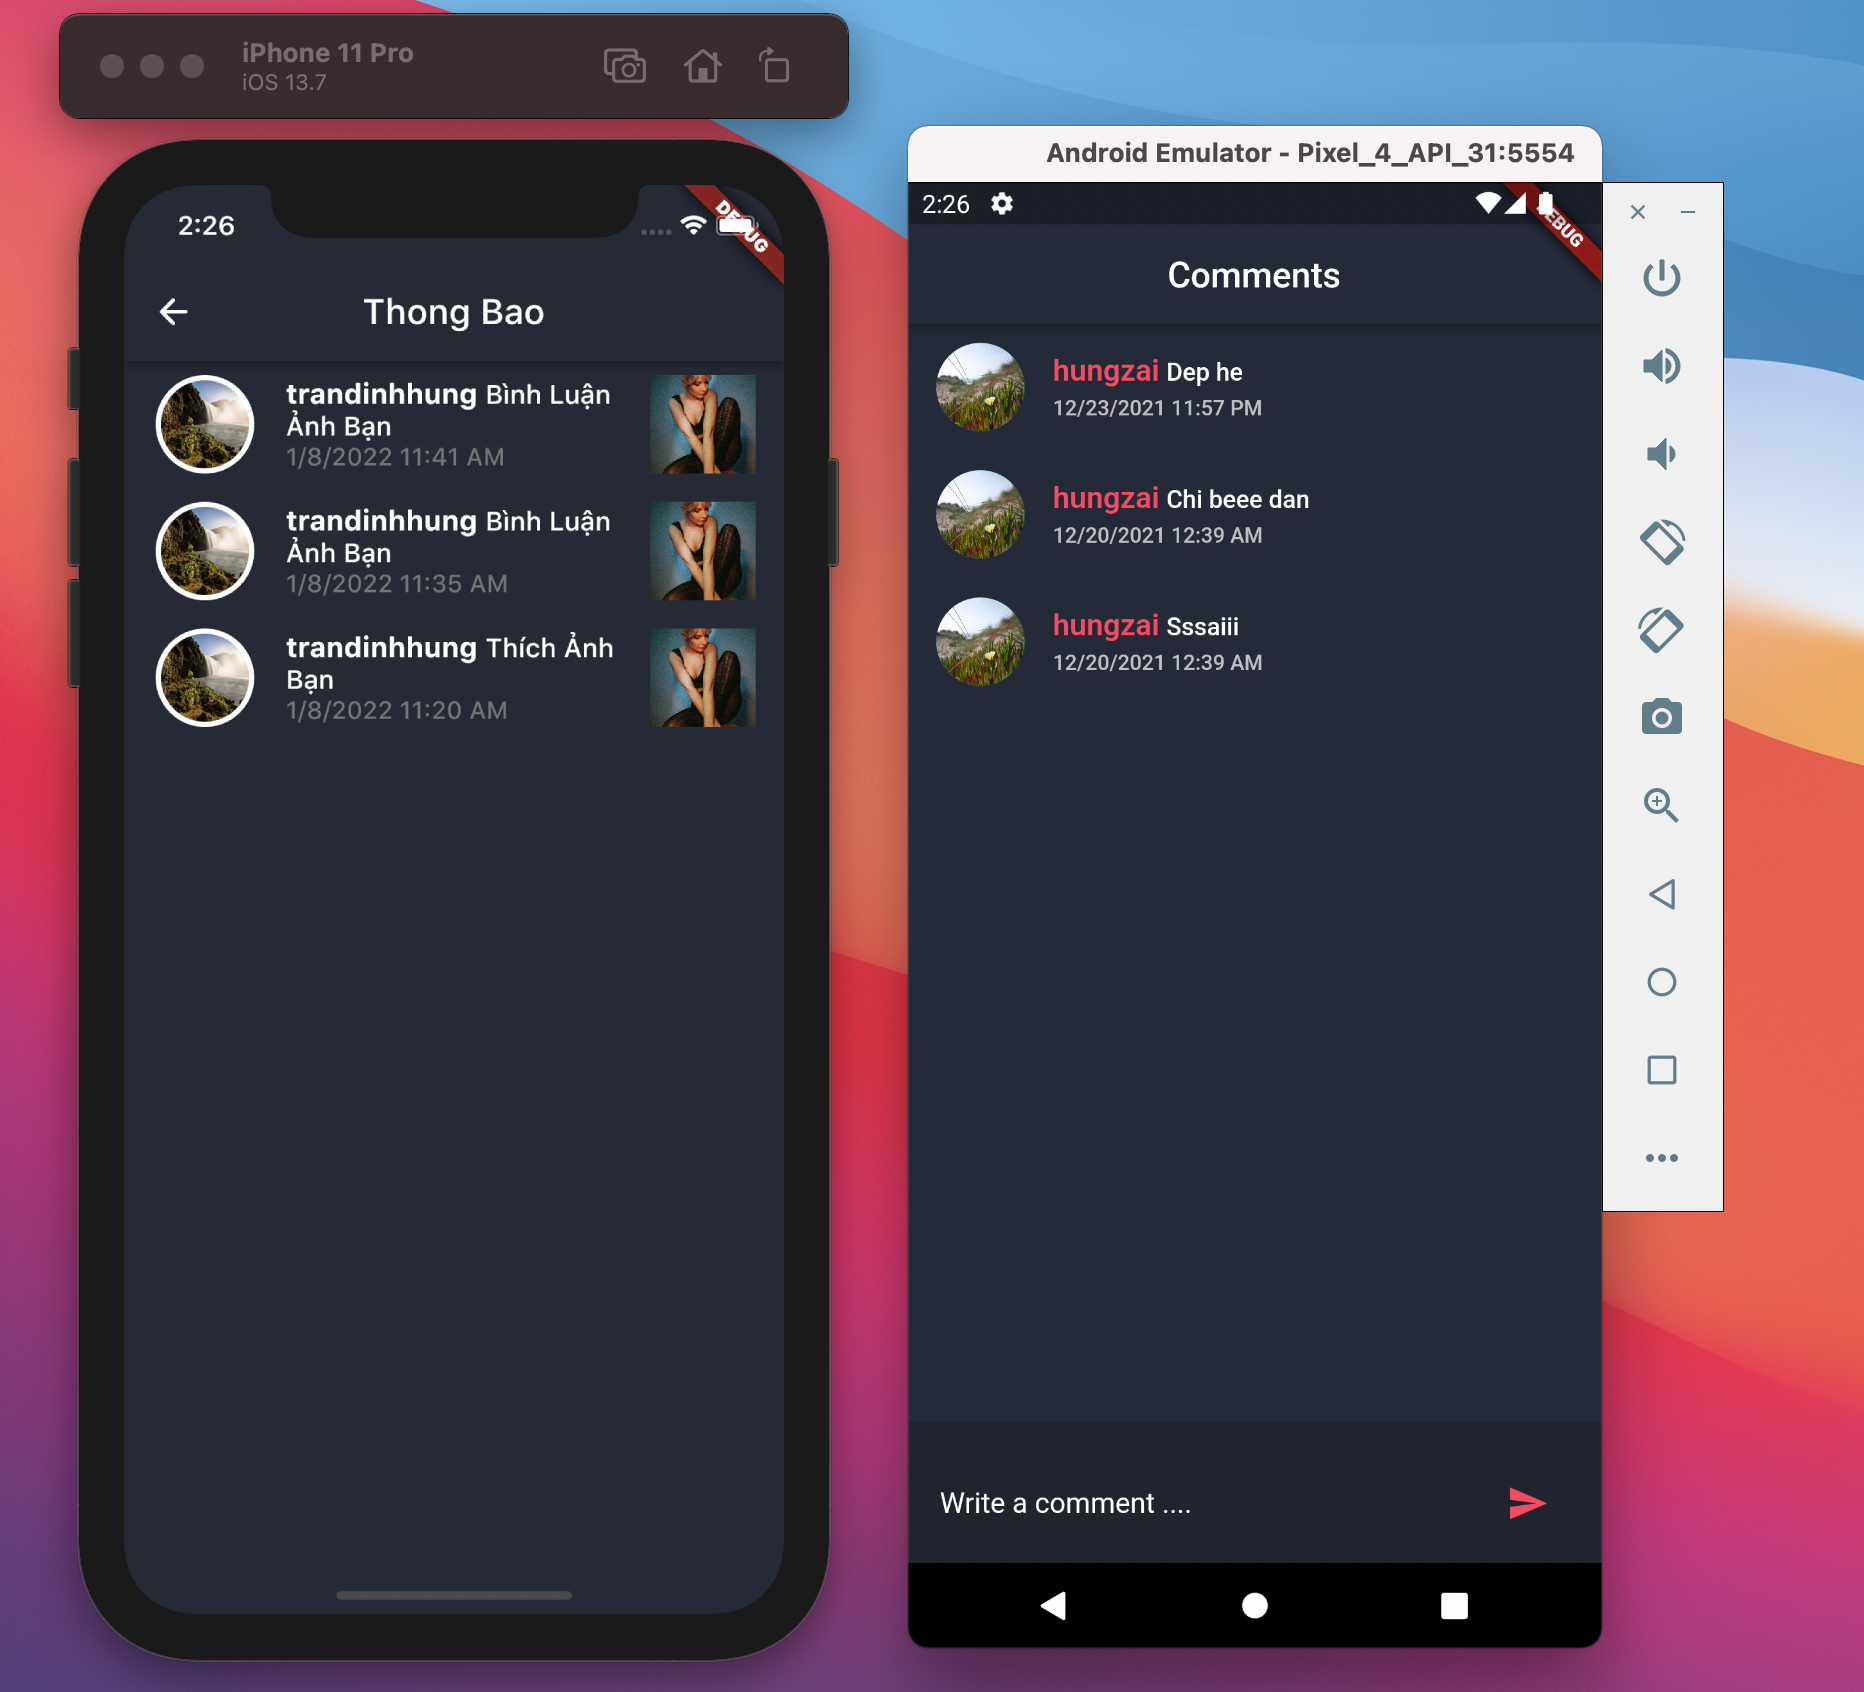 iPhone 11 Pro
iOS 13.7
2:26
DEBUG
Thong Bao
trandinhhung Bình Luận
Ảnh Bạn
1/8/2022 11:41 AM
trandinhhung Bình Luận
Ảnh Bạn
1/8/2022 11:35 AM
trandinhhung Thích Ảnh
Bạn
1/8/2022 11:20 AM
Android Emulator - Pixel_4_API_31:5554
2:26
DEBUG
Comments
hungzai Dep he
12/23/2021 11:57 PM
hungzai Chi beee dan
12/20/2021 12:39 AM
hungzai Sssaiii
12/20/2021 12:39 AM
Write a comment ....